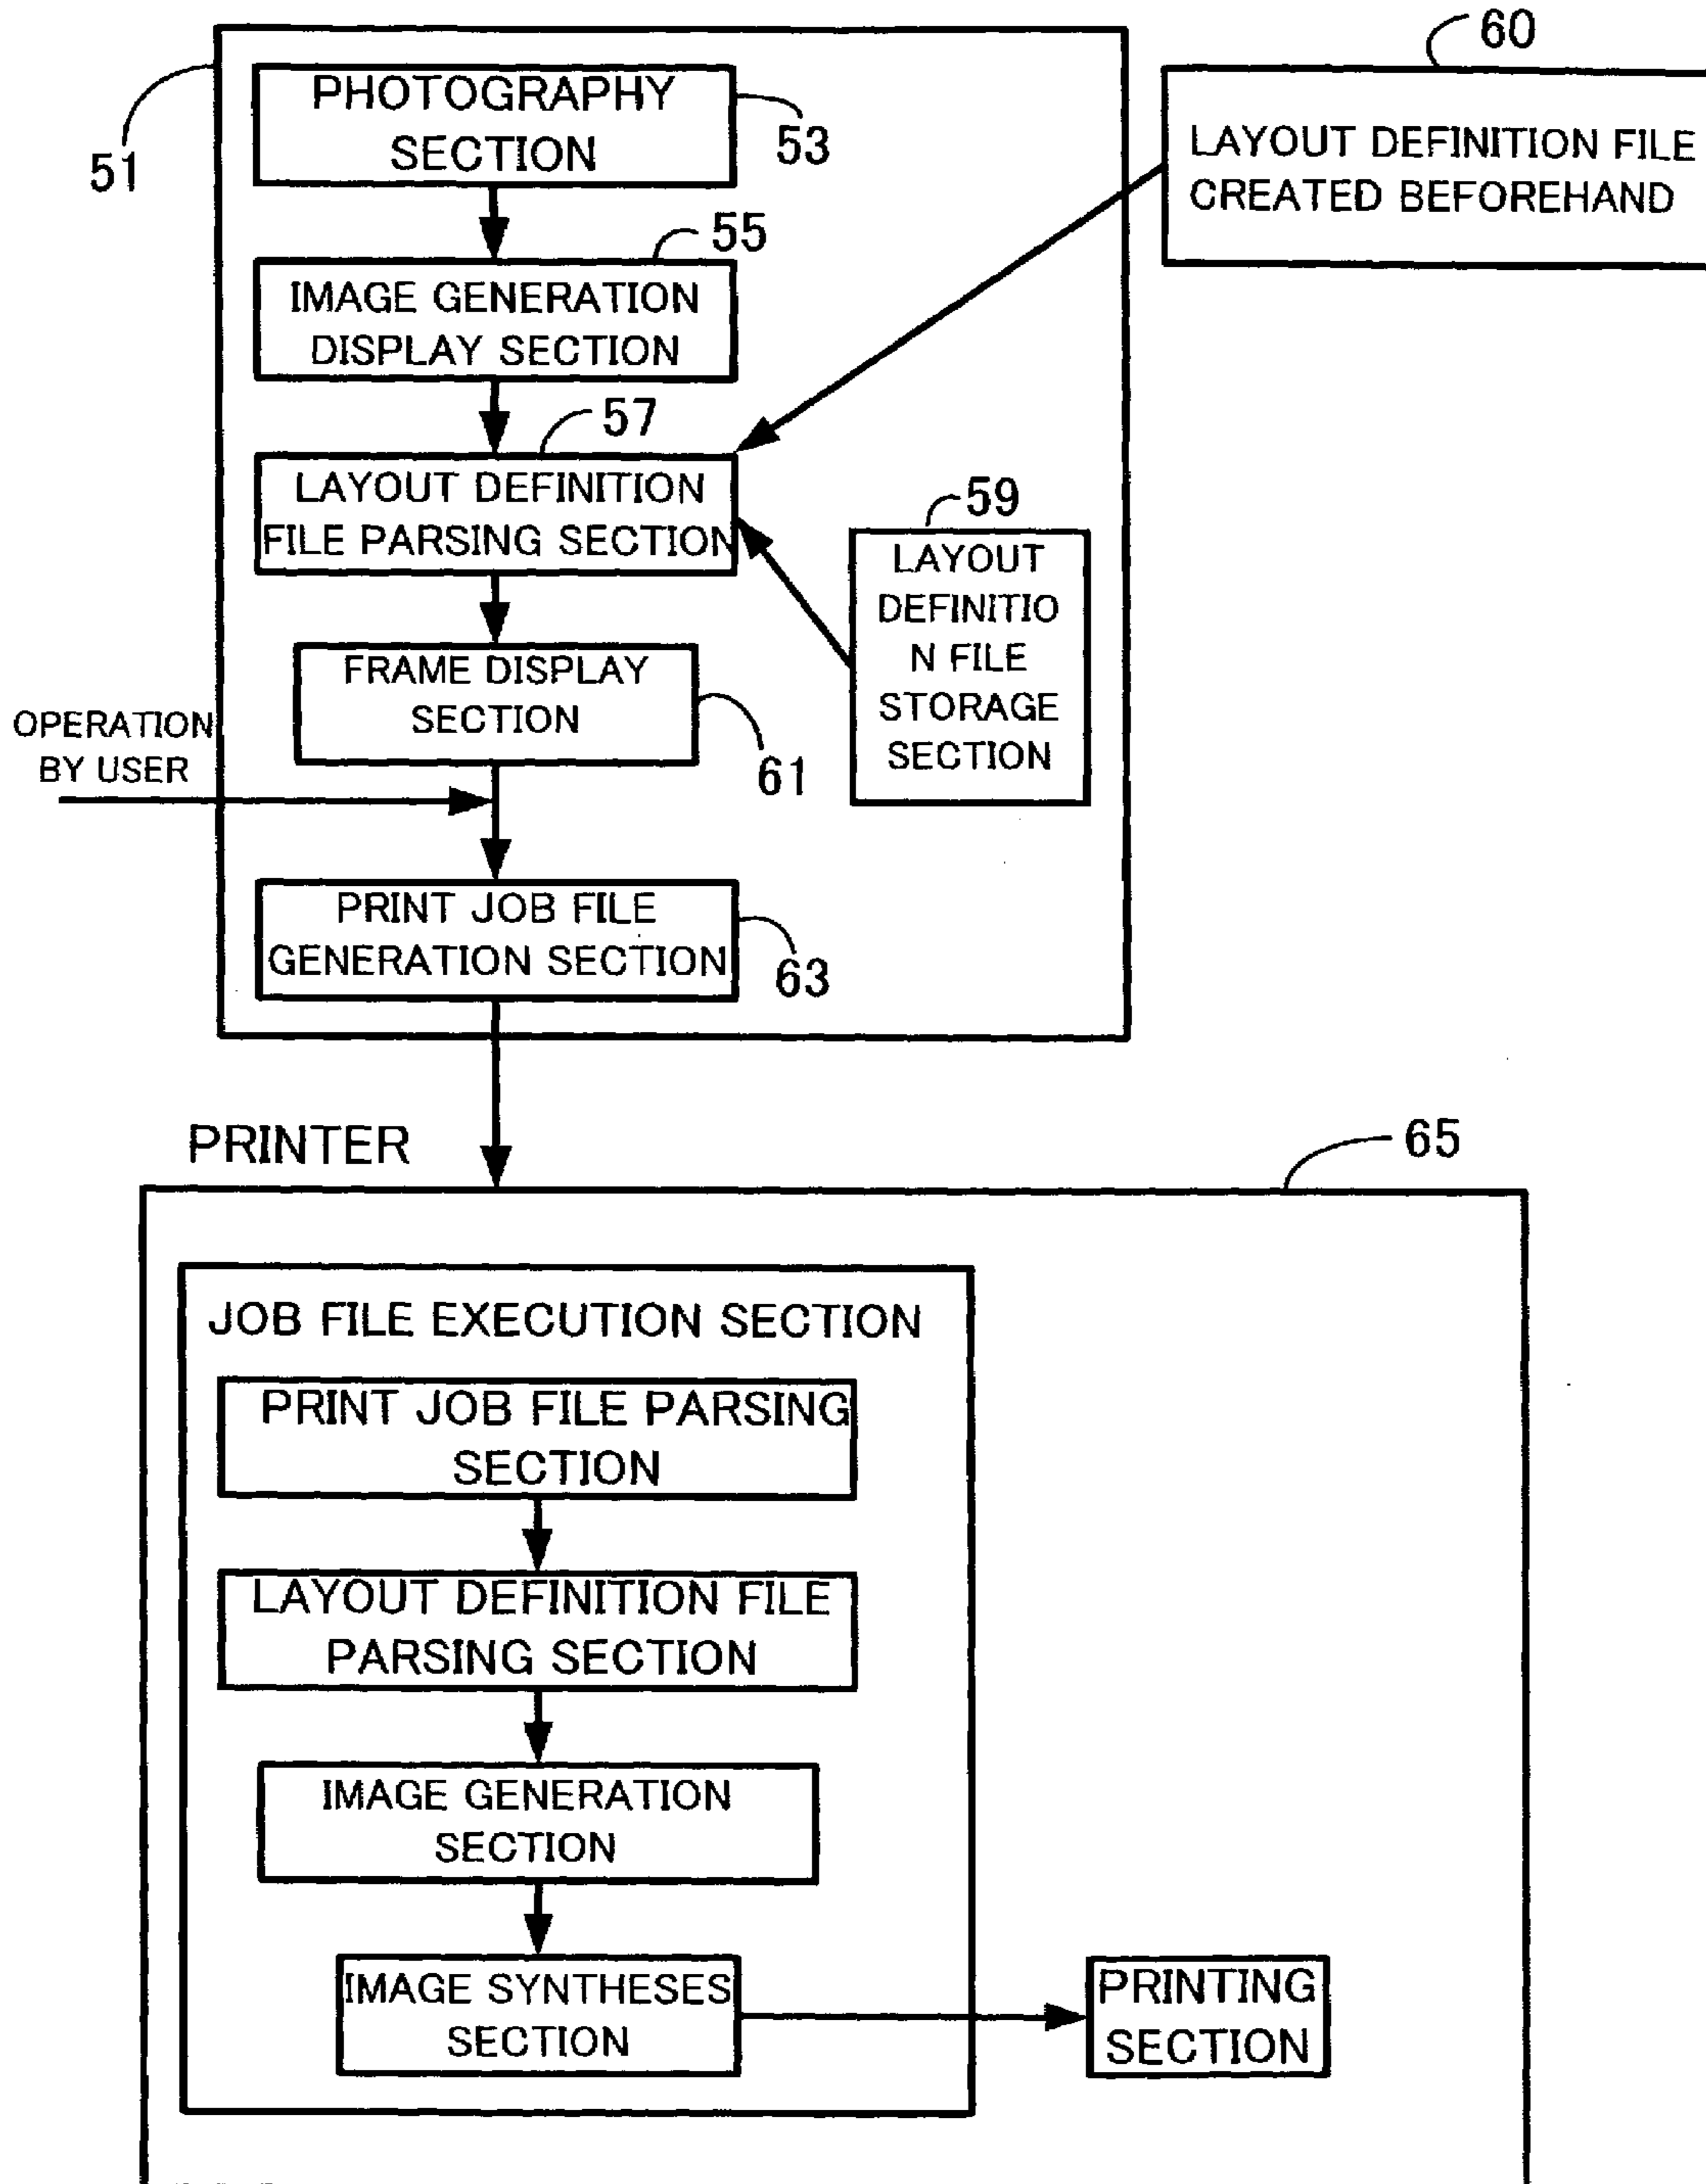 60
PHOTOGRAPHY
SECTION
53
51
LAYOUT DEFINITION FILE
CREATED BEFOREHAND
55
IMAGE GENERATION
DISPLAY SECTION
57
LAYOUT DEFINITION
FILE PARSING SECTION
59
LAYOUT
DEFINITIO
N FILE
STORAGE
SECTION
FRAME DISPLAY
SECTION
61
OPERATION
BY USER
PRINT JOB FILE
GENERATION SECTION
63
PRINTER
65
JOB FILE EXECUTION SECTION
PRINT JOB FILE PARSING
SECTION
LAYOUT DEFINITION FILE
PARSING SECTION
IMAGE GENERATION
SECTION
IMAGE SYNTHESES
SECTION
PRINTING
SECTION